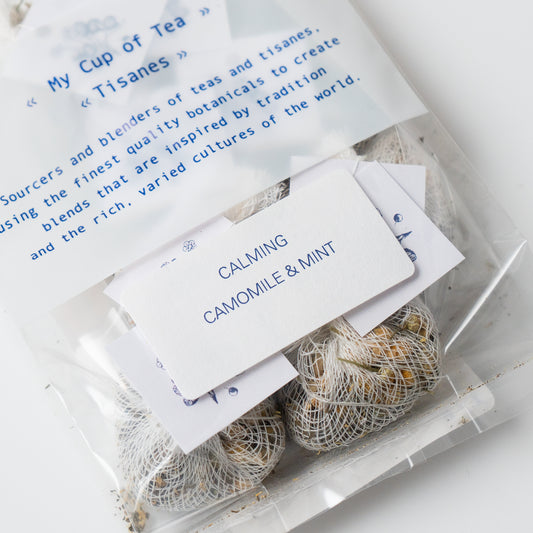 « My Cup of Tea »
« Tisanes »
Sourcers and blenders of teas and tisanes,
using the finest quality botanicals to create
blends that are inspired by tradition
and the rich, varied cultures of the world.
CALMING
CAMOMILE & MINT